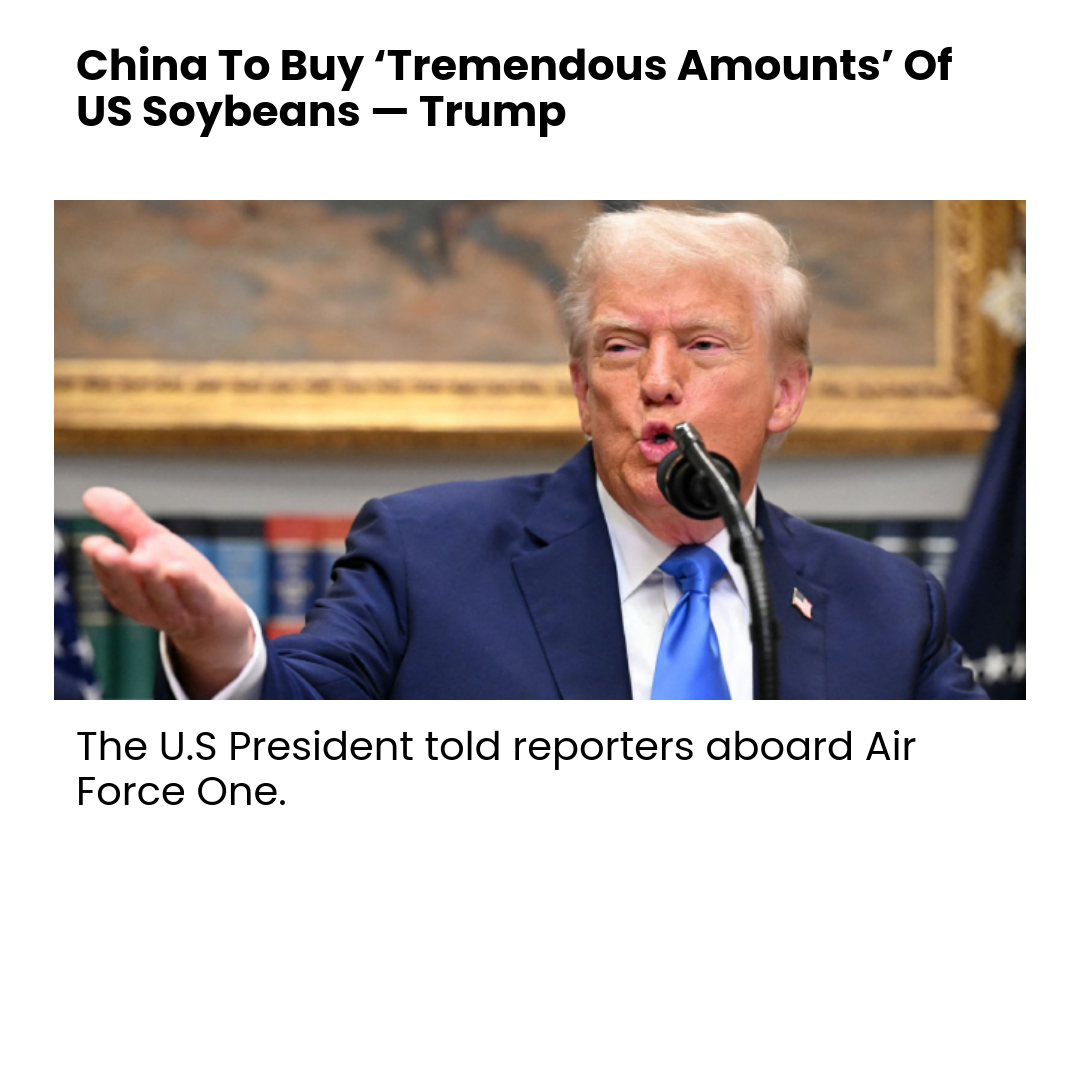 China To Buy ‘Tremendous Amounts’ Of
US Soybeans — Trump
The U.S President told reporters aboard Air
Force One.